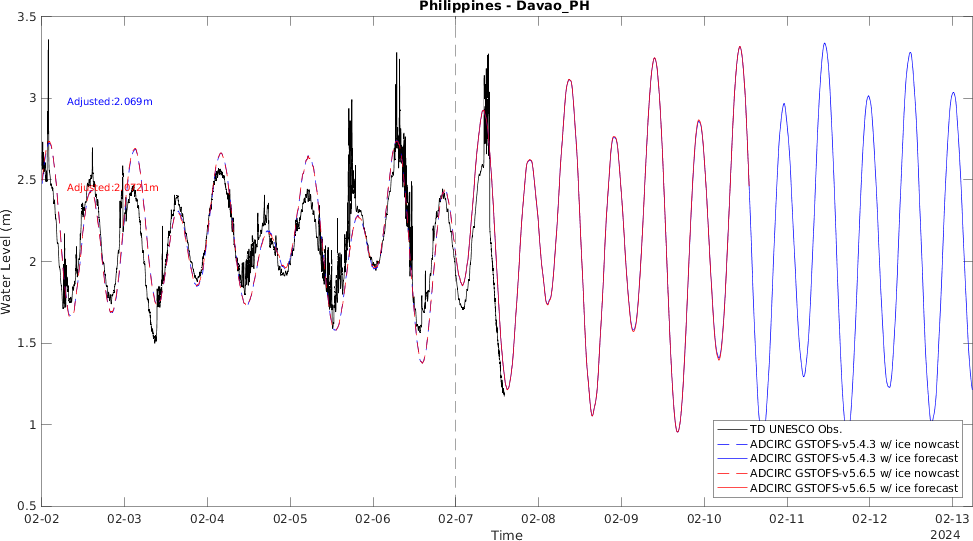 Philippines - Davao_PH
3.5
3
2.5
2
1.5
1
0.5
Water Level (m)
Adjusted:2.069m
02-02 02-03 02-04 02-05 02-06 02-07 02-08 02-09 02-10 02-11 02-12 02-13
Time
2024
TD UNESCO Obs.
ADCIRC GSTOFS-v5.4.3 w/ ice nowcast
ADCIRC GSTOFS-v5.4.3 w/ ice forecast
ADCIRC GSTOFS-v5.6.5 w/ ice nowcast
ADCIRC GSTOFS-v5.6.5 w/ ice forecast